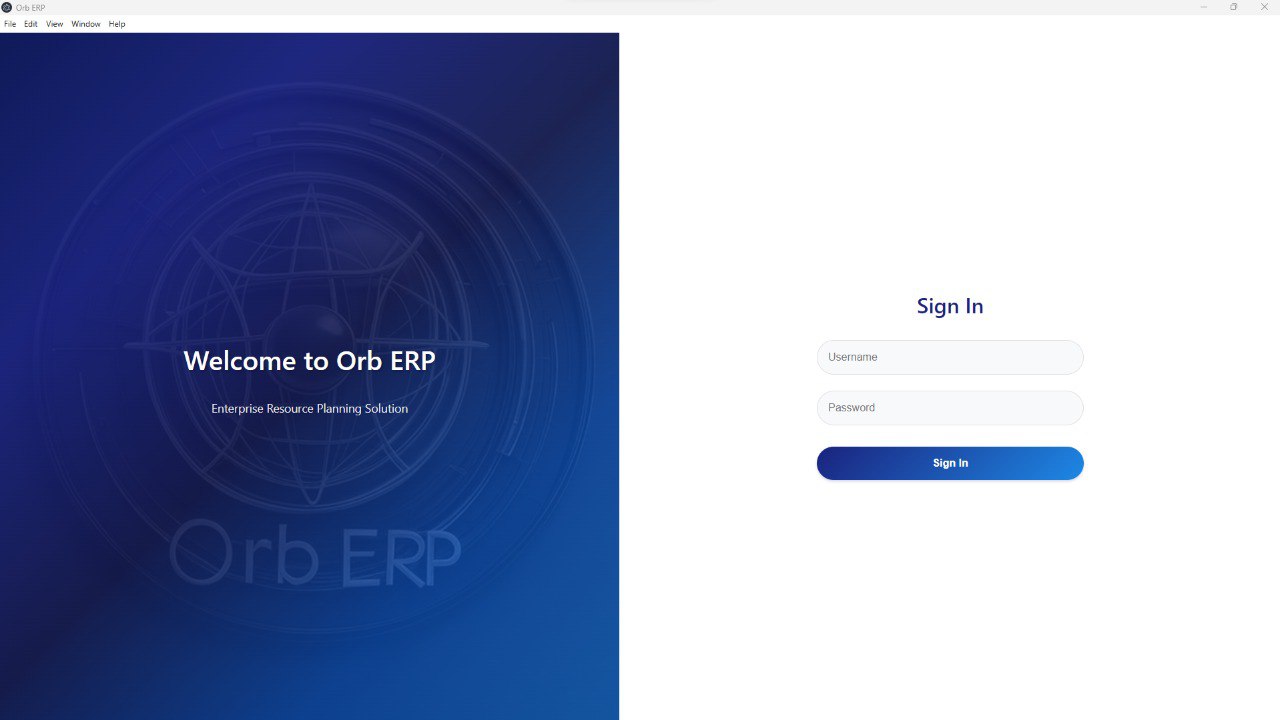 Orb ERP
File Edit View Window Help
Welcome to Orb ERP
Enterprise Resource Planning Solution
Orb ERP
Sign In
Username
Password
Sign In